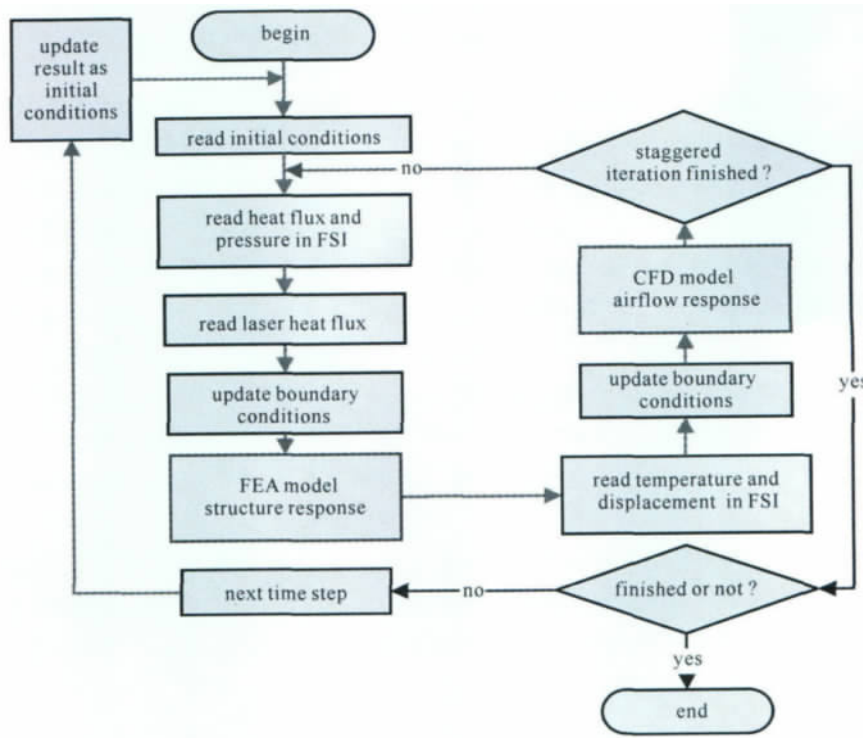 begin
update
result as
initial
conditions
read initial conditions
staggered
iteration finished ?
no
read heat flux and
pressure in FSI
CFD model
airflow response
read laser heat flux
yes
update boundary
conditions
update boundary
conditions
FEA model
structure response
read temperature and
displacement in FSI
next time step
no
finished or not ?
yes
end